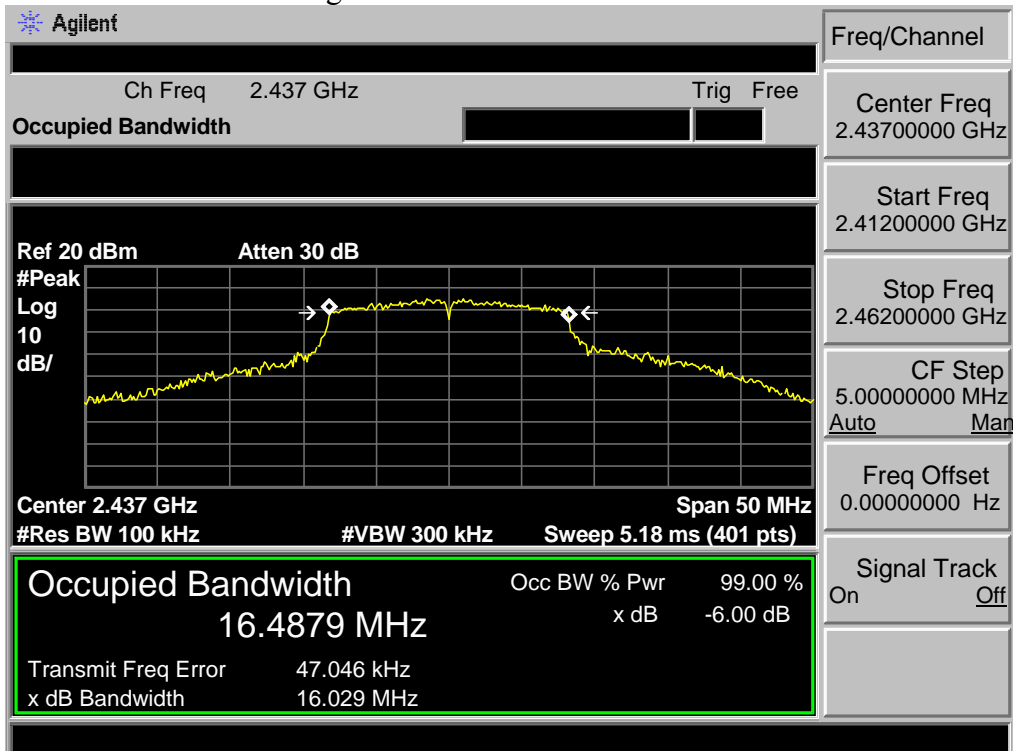 Agilent
Freq/Channel
Ch Freq 2.437 GHz Trig Free
Occupied Bandwidth
Center Freq
2.43700000 GHz
Start Freq
2.41200000 GHz
Stop Freq
2.46200000 GHz
CF Step
5.00000000 MHz
Auto Man
Freq Offset
0.00000000 Hz
Signal Track
On Off
Ref 20 dBm Atten 30 dB
#Peak
Log
10
dB/
Center 2.437 GHz Span 50 MHz
#Res BW 100 kHz #VBW 300 kHz Sweep 5.18 ms (401 pts)
Occupied Bandwidth Occ BW % Pwr 99.00 %
16.4879 MHz x dB -6.00 dB
Transmit Freq Error 47.046 kHz
x dB Bandwidth 16.029 MHz